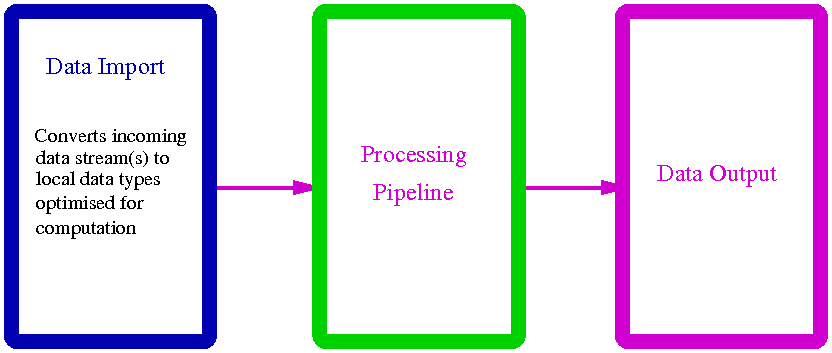 Data Import
Converts incoming
data stream(s) to
local data types
optimised for
computation
Processing
Pipeline
Data Output